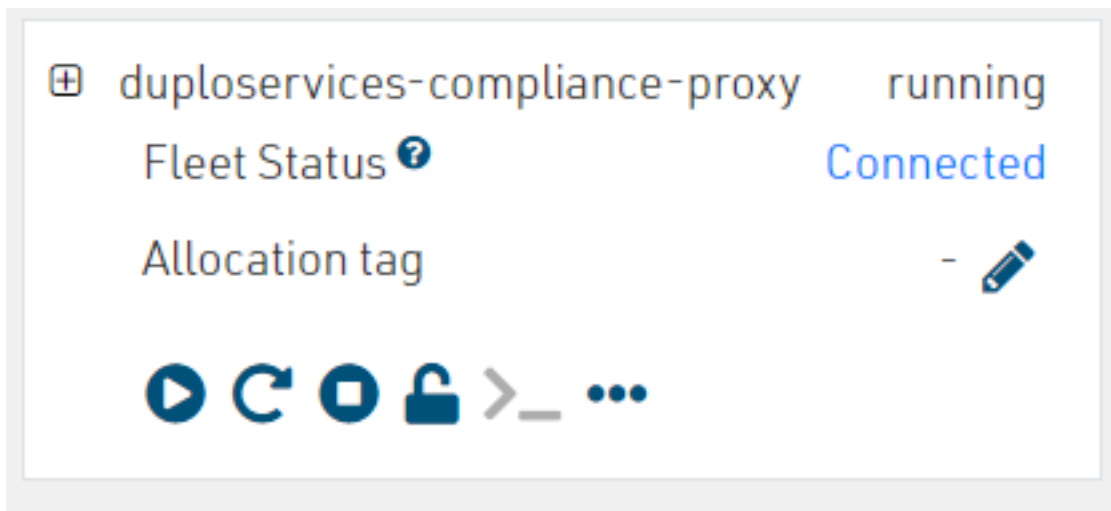 duploservices-compliance-proxy running
Fleet Status ?
Connected
Allocation tag -